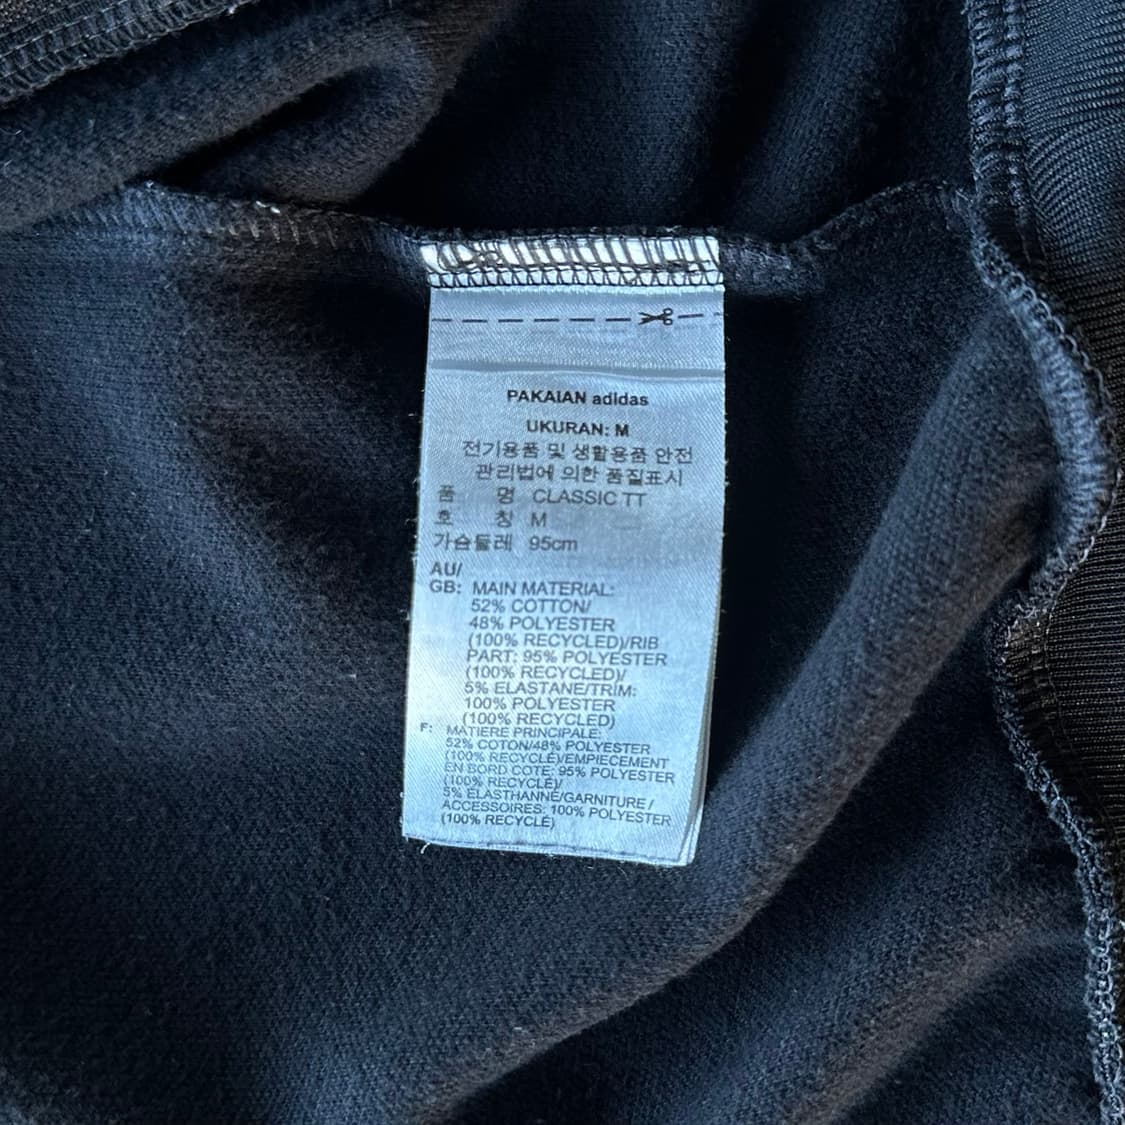 PAKAIAN adidas
UKURAN: M
전기용품 및 생활용품 안전
관리법에 의한 품질표시
품 명 CLASSIC TT
호 칭 M
가슴둘레 95cm
AU/
GB: MAIN MATERIAL:
52% COTTON/
48% POLYESTER
(100% RECYCLED)/RIB
PART: 95% POLYESTER
(100% RECYCLED)/
5% ELASTANE/TRIM:
100% POLYESTER
(100% RECYCLED)
F: MATIERE PRINCIPALE:
52% COTON/48% POLYESTER
(100% RECYCLÉ)/EMPIECEMENT
EN BORD COTE: 95% POLYESTER
(100% RECYCLÉ)/
5% ELASTHANNE/GARNITURE /
ACCESSOIRES: 100% POLYESTER
(100% RECYCLÉ)